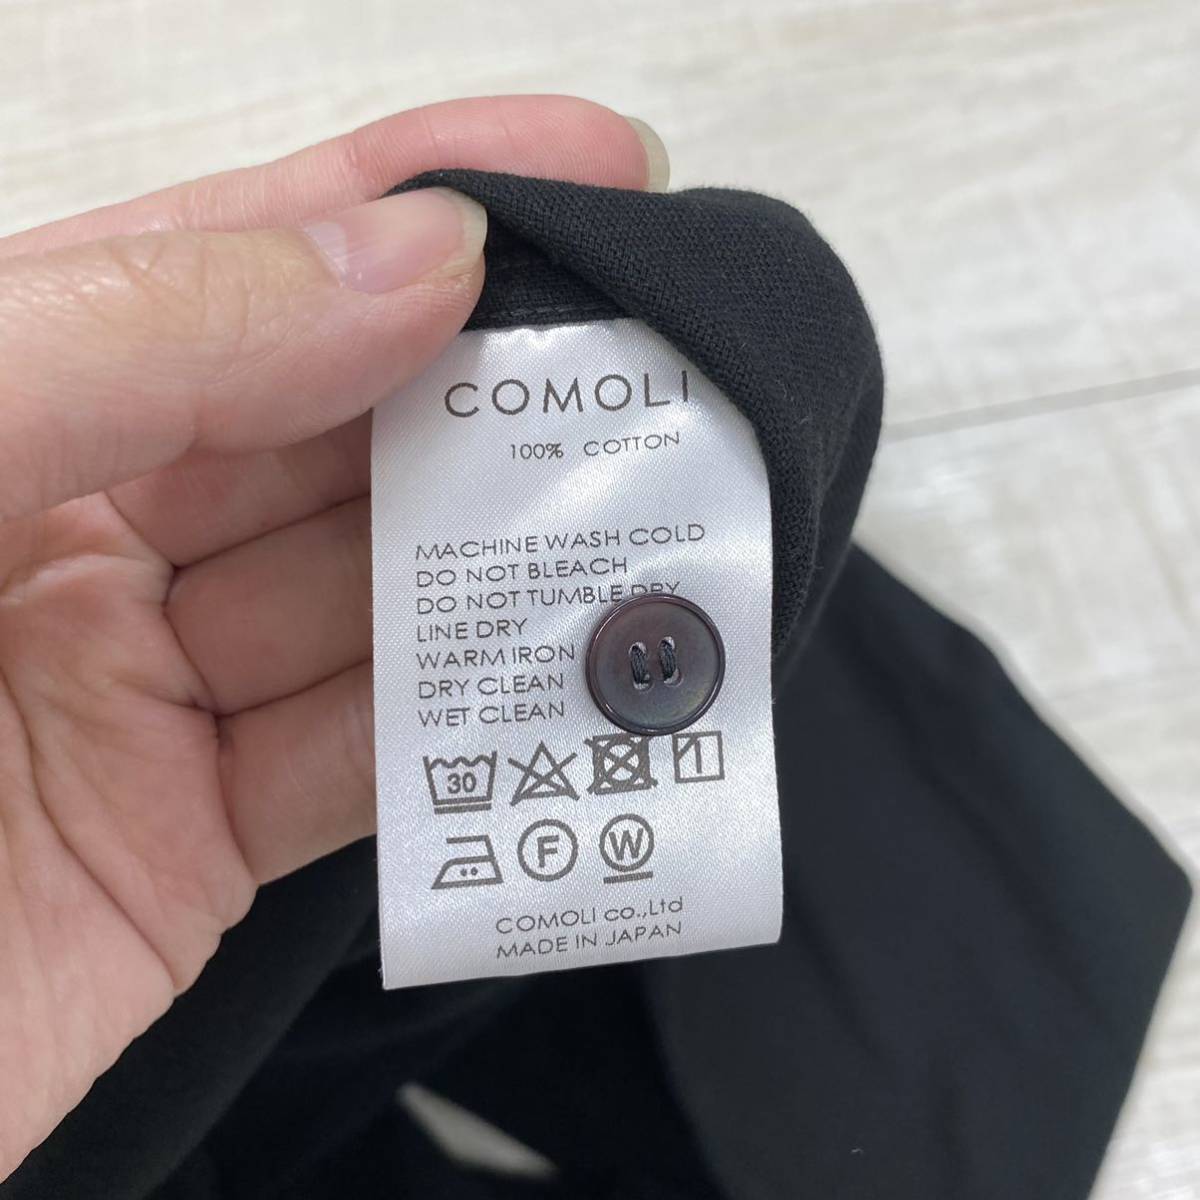 COMOLI
100% COTTON
MACHINE WASH COLD
DO NOT BLEACH
DO NOT TUMBLE DRY
LINE DRY
WARM IRON
DRY CLEAN
WET CLEAN
30
F W
COMOLI co.,Ltd
MADE IN JAPAN